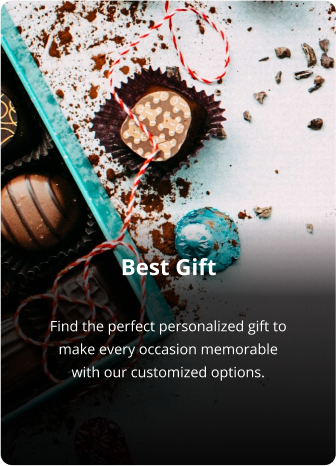 Best Gift
Find the perfect personalized gift to
make every occasion memorable
with our customized options.